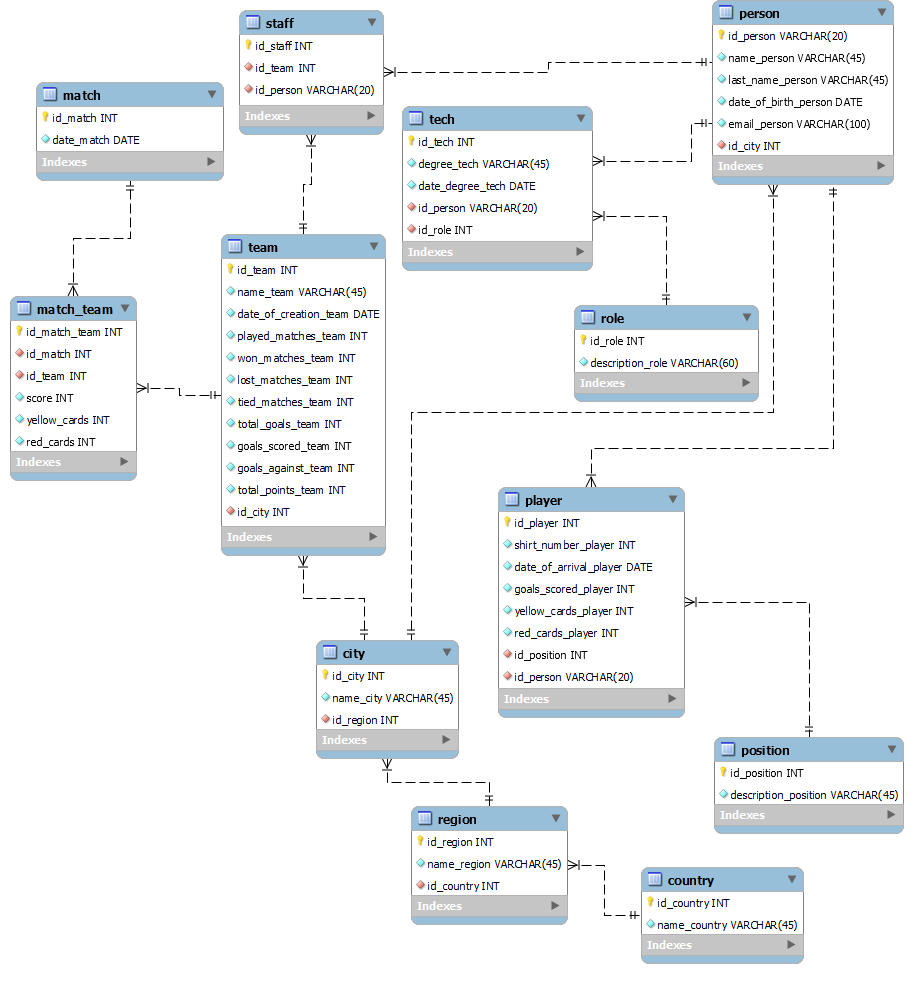 staff
id_staff INT
id_team INT
id_person VARCHAR(20)
Indexes
person
id_person VARCHAR(20)
name_person VARCHAR(45)
last_name_person VARCHAR(45)
date_of_birth_person DATE
email_person VARCHAR(100)
id_city INT
Indexes
match
id_match INT
date_match DATE
Indexes
tech
id_tech INT
degree_tech VARCHAR(45)
date_degree_tech DATE
id_person VARCHAR(20)
id_role INT
Indexes
team
id_team INT
name_team VARCHAR(45)
date_of_creation_team DATE
played_matches_team INT
won_matches_team INT
lost_matches_team INT
tied_matches_team INT
total_goals_team INT
goals_scored_team INT
goals_against_team INT
total_points_team INT
id_city INT
Indexes
match_team
id_match_team INT
id_match INT
id_team INT
score INT
yellow_cards INT
red_cards INT
Indexes
role
id_role INT
description_role VARCHAR(60)
Indexes
player
id_player INT
shirt_number_player INT
date_of_arrival_player DATE
goals_scored_player INT
yellow_cards_player INT
red_cards_player INT
id_position INT
id_person VARCHAR(20)
Indexes
city
id_city INT
name_city VARCHAR(45)
id_region INT
Indexes
position
id_position INT
description_position VARCHAR(45)
Indexes
region
id_region INT
name_region VARCHAR(45)
id_country INT
Indexes
country
id_country INT
name_country VARCHAR(45)
Indexes